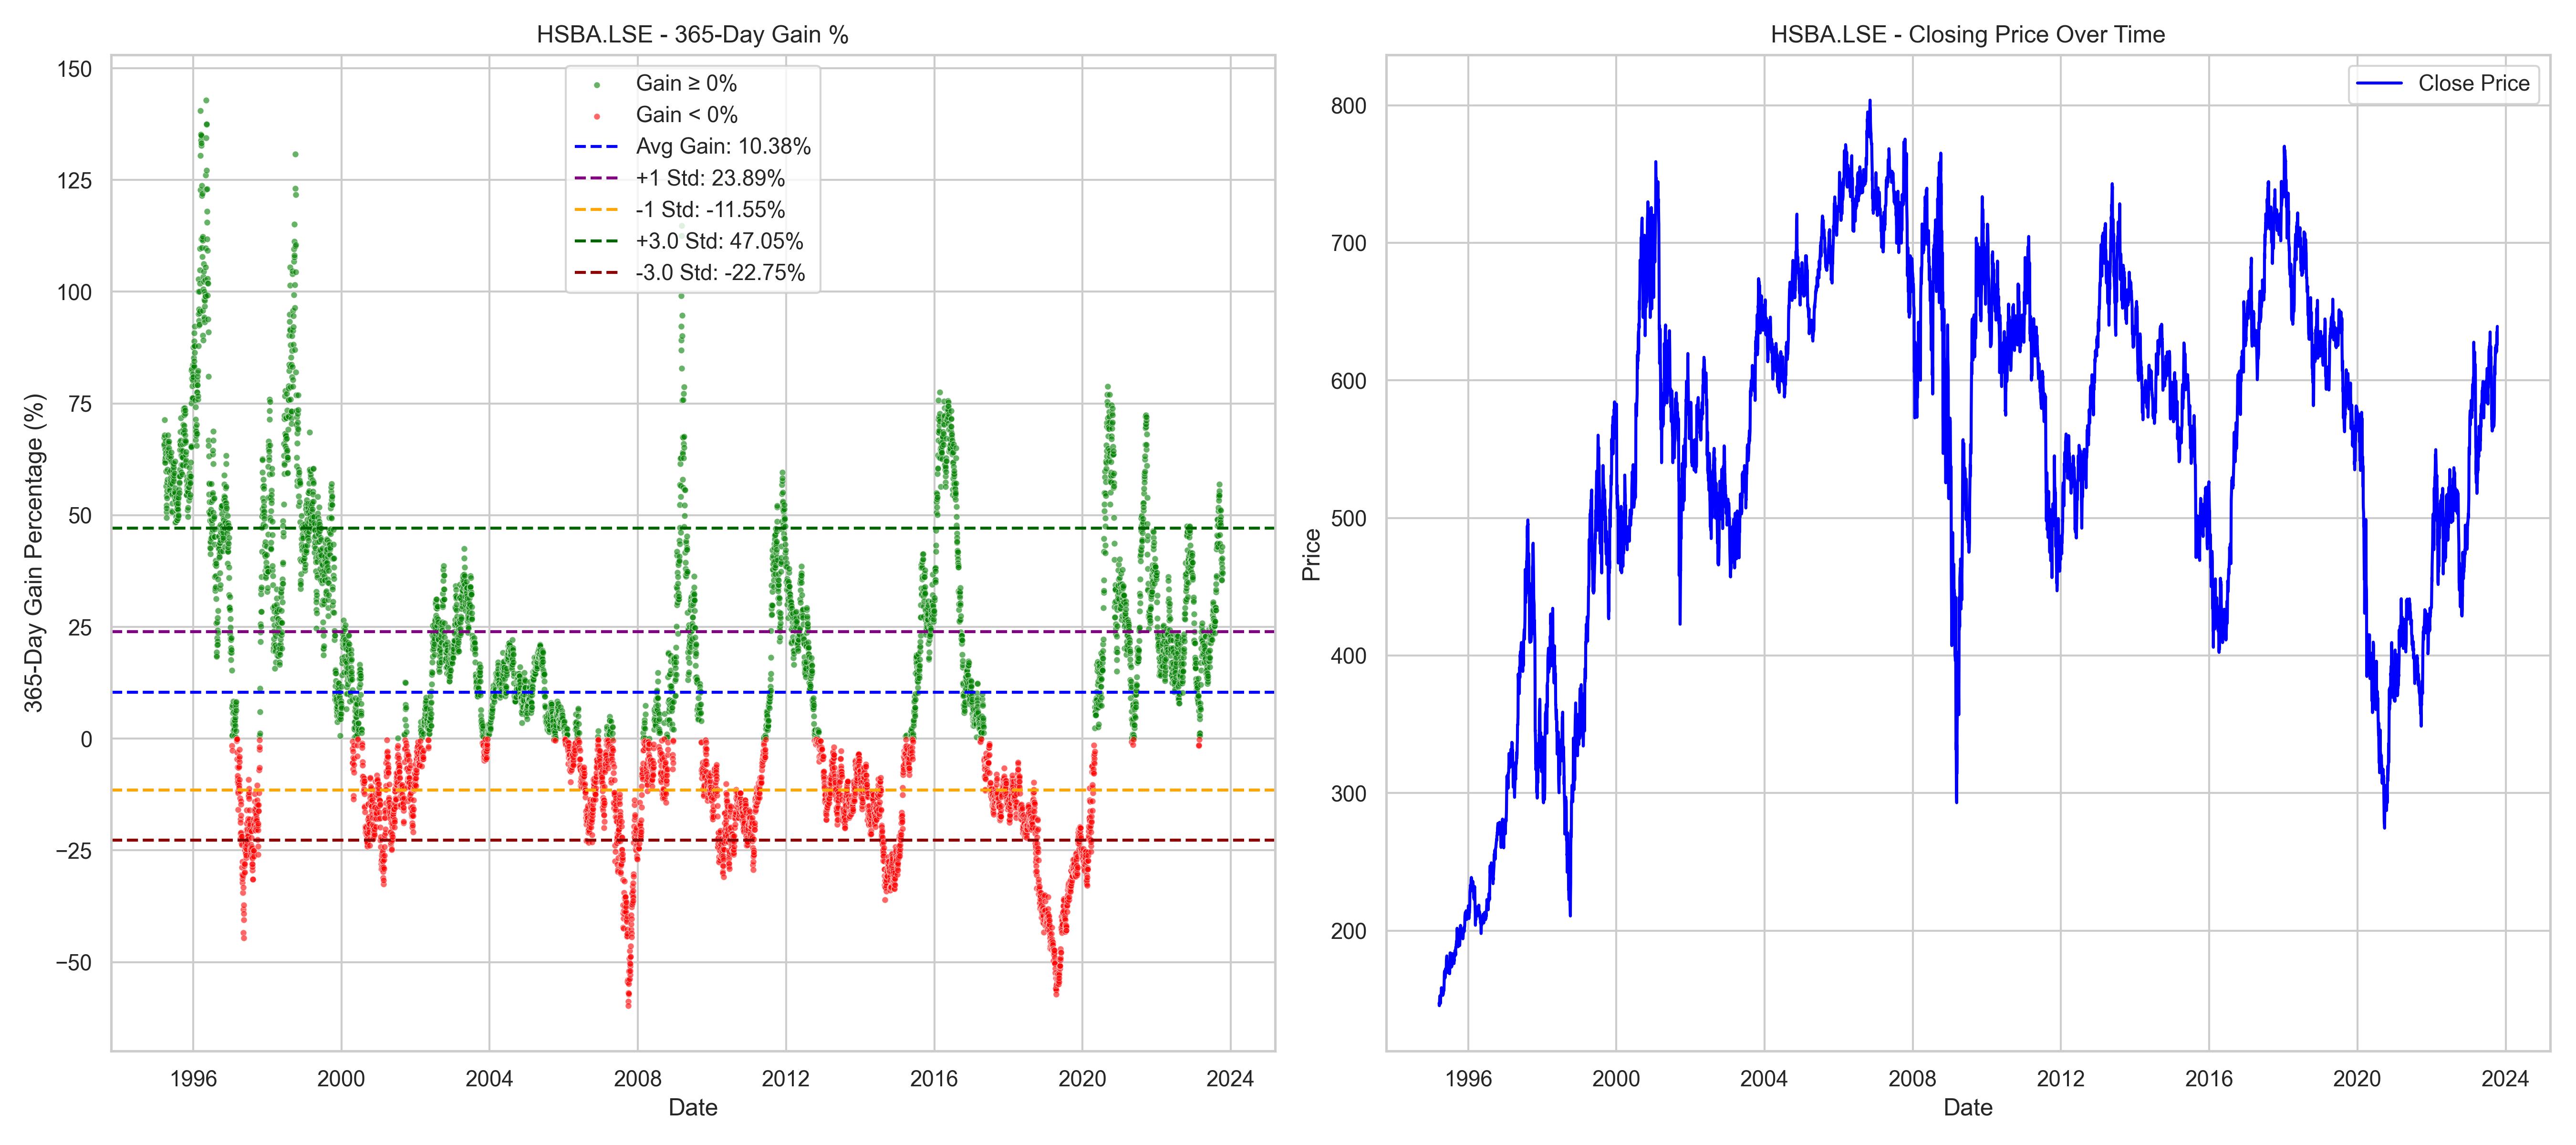 HSBA.LSE - 365-Day Gain %
150
125
100
75
50
25
0
−25
−50
365-Day Gain Percentage (%)
Gain ≥ 0%
Gain < 0%
Avg Gain: 10.38%
+1 Std: 23.89%
-1 Std: -11.55%
+3.0 Std: 47.05%
-3.0 Std: -22.75%
1996 2000 2004 2008 2012 2016 2020 2024
Date
HSBA.LSE - Closing Price Over Time
Close Price
800
700
600
500
400
300
200
Price
1996 2000 2004 2008 2012 2016 2020 2024
Date